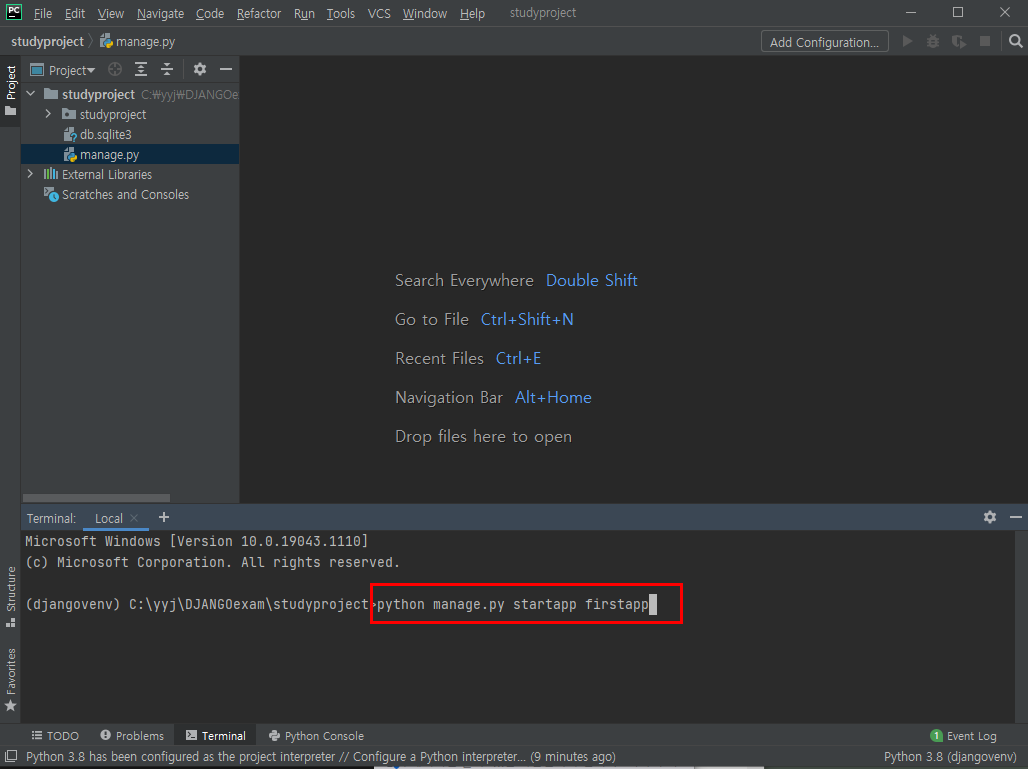 PC File Edit View Navigate Code Refactor Run Tools VCS Window Help studyproject
studyproject manage.py Add Configuration...
Project
Project
studyproject C:₩yyj₩DJANGOe
studyproject
db.sqlite3
manage.py
External Libraries
Scratches and Consoles
Search Everywhere Double Shift
Go to File Ctrl+Shift+N
Recent Files Ctrl+E
Navigation Bar Alt+Home
Drop files here to open
Terminal: Local
Microsoft Windows [Version 10.0.19043.1110]
(c) Microsoft Corporation. All rights reserved.
(djangovenv) C:\yyj\DJANGOexam\studyproject>python manage.py startapp firstapp
Structure
Favorites
TODO Problems Terminal Python Console 1 Event Log
Python 3.8 has been configured as the project interpreter // Configure a Python interpreter... (9 minutes ago) Python 3.8 (djangovenv)